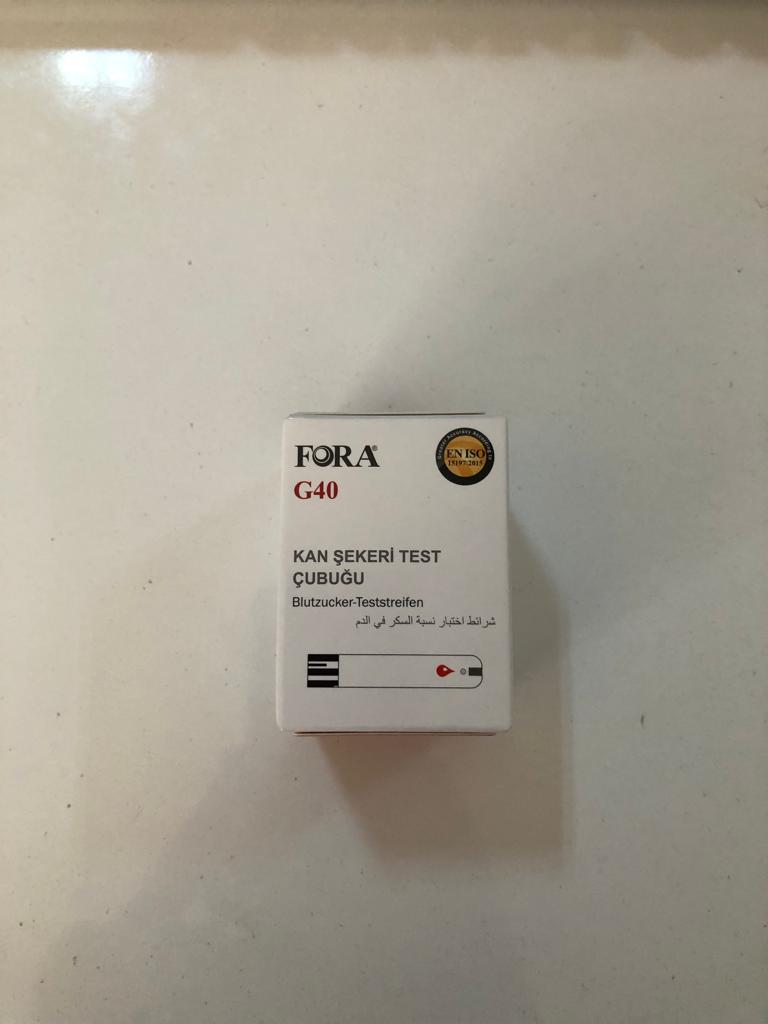 FORA®
G40
EN ISO
15197:2015
KAN ŞEKERİ TEST
ÇUBUĞU
Blutzucker-Teststreifen
شرائط اختبار نسبة السكر في الدم